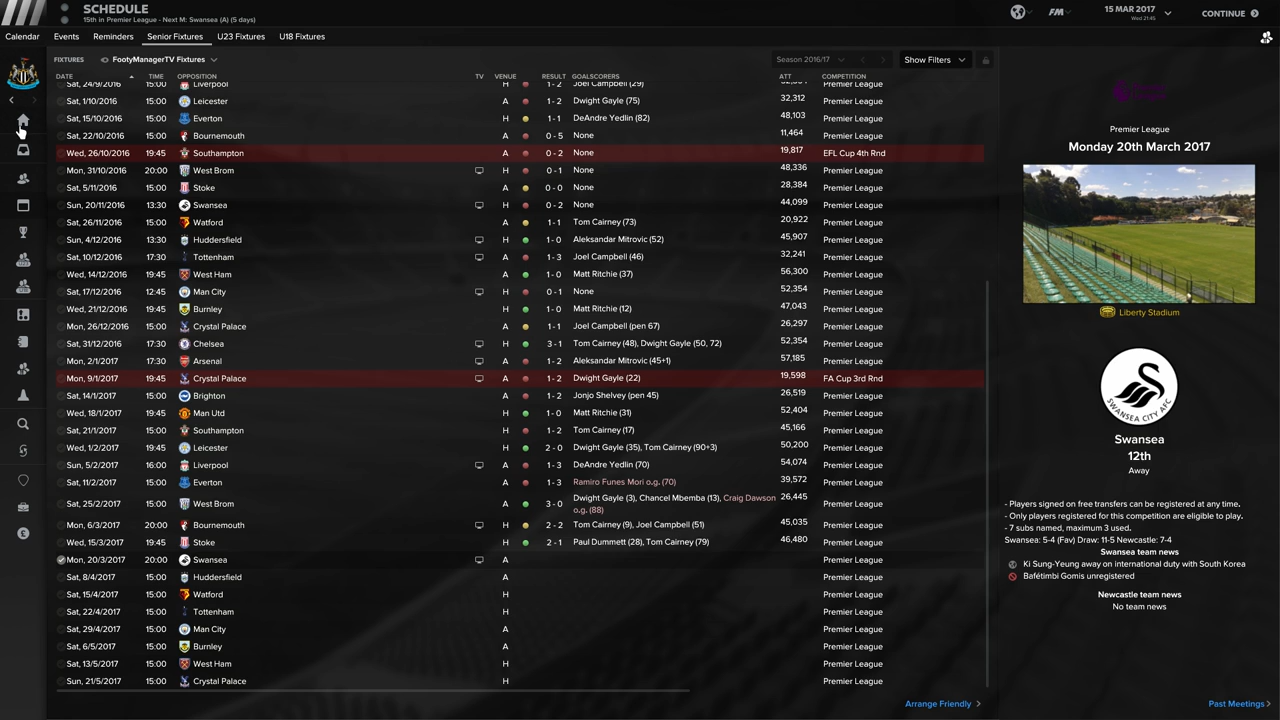 SCHEDULE
15th in Premier League - Next M: Swansea (A) (5 days)
FM
15 MAR 2017
Wed 21:45
CONTINUE
Calendar Events Reminders Senior Fixtures U23 Fixtures U18 Fixtures
FIXTURES FootyManagerTV Fixtures Season 2016/17 Show Filters
DATE TIME OPPOSITION TV VENUE RESULT GOALSCORERS ATT COMPETITION
Sat, 24/9/2016 15:00 Liverpool H 1 - 2 Joel Campbell (29) Premier League
Sat, 1/10/2016 15:00 Leicester A 1 - 2 Dwight Gayle (75) 32,312 Premier League
Sat, 15/10/2016 15:00 Everton H 1 - 1 DeAndre Yedlin (82) 48,103 Premier League
Sat, 22/10/2016 15:00 Bournemouth A 0 - 5 None 11,464 Premier League
Wed, 26/10/2016 19:45 Southampton A 0 - 2 None 19,817 EFL Cup 4th Rnd
Mon, 31/10/2016 20:00 West Brom H 0 - 1 None 48,336 Premier League
Sat, 5/11/2016 15:00 Stoke A 0 - 0 None 28,384 Premier League
Sun, 20/11/2016 13:30 Swansea H 0 - 2 None 44,099 Premier League
Sat, 26/11/2016 15:00 Watford A 1 - 1 Tom Cairney (73) 20,922 Premier League
Sun, 4/12/2016 13:30 Huddersfield H 1 - 0 Aleksandar Mitrovic (52) 45,907 Premier League
Sat, 10/12/2016 17:30 Tottenham A 1 - 3 Joel Campbell (46) 32,241 Premier League
Wed, 14/12/2016 19:45 West Ham A 1 - 0 Matt Ritchie (37) 56,300 Premier League
Sat, 17/12/2016 12:45 Man City H 0 - 1 None 52,354 Premier League
Wed, 21/12/2016 19:45 Burnley H 1 - 0 Matt Ritchie (12) 47,043 Premier League
Mon, 26/12/2016 15:00 Crystal Palace A 1 - 1 Joel Campbell (pen 67) 26,297 Premier League
Sat, 31/12/2016 17:30 Chelsea H 3 - 1 Tom Cairney (48), Dwight Gayle (50, 72) 52,354 Premier League
Mon, 2/1/2017 17:30 Arsenal A 1 - 2 Aleksandar Mitrovic (45+1) 57,185 Premier League
Mon, 9/1/2017 19:45 Crystal Palace A 1 - 2 Dwight Gayle (22) 19,598 FA Cup 3rd Rnd
Sat, 14/1/2017 15:00 Brighton A 1 - 2 Jonjo Shelvey (pen 45) 26,519 Premier League
Wed, 18/1/2017 19:45 Man Utd H 1 - 0 Matt Ritchie (31) 52,404 Premier League
Sat, 21/1/2017 15:00 Southampton H 1 - 2 Tom Cairney (17) 45,166 Premier League
Wed, 1/2/2017 19:45 Leicester H 2 - 0 Dwight Gayle (35), Tom Cairney (90+3) 50,200 Premier League
Sun, 5/2/2017 16:00 Liverpool A 1 - 3 DeAndre Yedlin (70) 54,074 Premier League
Sat, 11/2/2017 15:00 Everton A 1 - 3 Ramiro Funes Mori o.g. (70) 39,572 Premier League
Sat, 25/2/2017 15:00 West Brom A 3 - 0 Dwight Gayle (3), Chancel Mbemba (13), Craig Dawson o.g. (88) 26,445 Premier League
Mon, 6/3/2017 20:00 Bournemouth H 2 - 2 Tom Cairney (9), Joel Campbell (51) 45,035 Premier League
Wed, 15/3/2017 19:45 Stoke H 2 - 1 Paul Dummett (28), Tom Cairney (79) 46,480 Premier League
Mon, 20/3/2017 20:00 Swansea A Premier League
Sat, 8/4/2017 15:00 Huddersfield A Premier League
Sat, 15/4/2017 15:00 Watford H Premier League
Sat, 22/4/2017 15:00 Tottenham H Premier League
Sat, 29/4/2017 15:00 Man City A Premier League
Sat, 6/5/2017 15:00 Burnley A Premier League
Sat, 13/5/2017 15:00 West Ham H Premier League
Sun, 21/5/2017 15:00 Crystal Palace H Premier League
Arrange Friendly
Premier League
Monday 20th March 2017
Liberty Stadium
SWANSEA CITY AFC
Swansea
12th
Away
- Players signed on free transfers can be registered at any time.
- Only players registered for this competition are eligible to play.
- 7 subs named, maximum 3 used.
Swansea: 5-4 (Fav) Draw: 11-5 Newcastle: 7-4
Swansea team news
Ki Sung-Yeung away on international duty with South Korea
Bafétimbi Gomis unregistered
Newcastle team news
No team news
Past Meetings